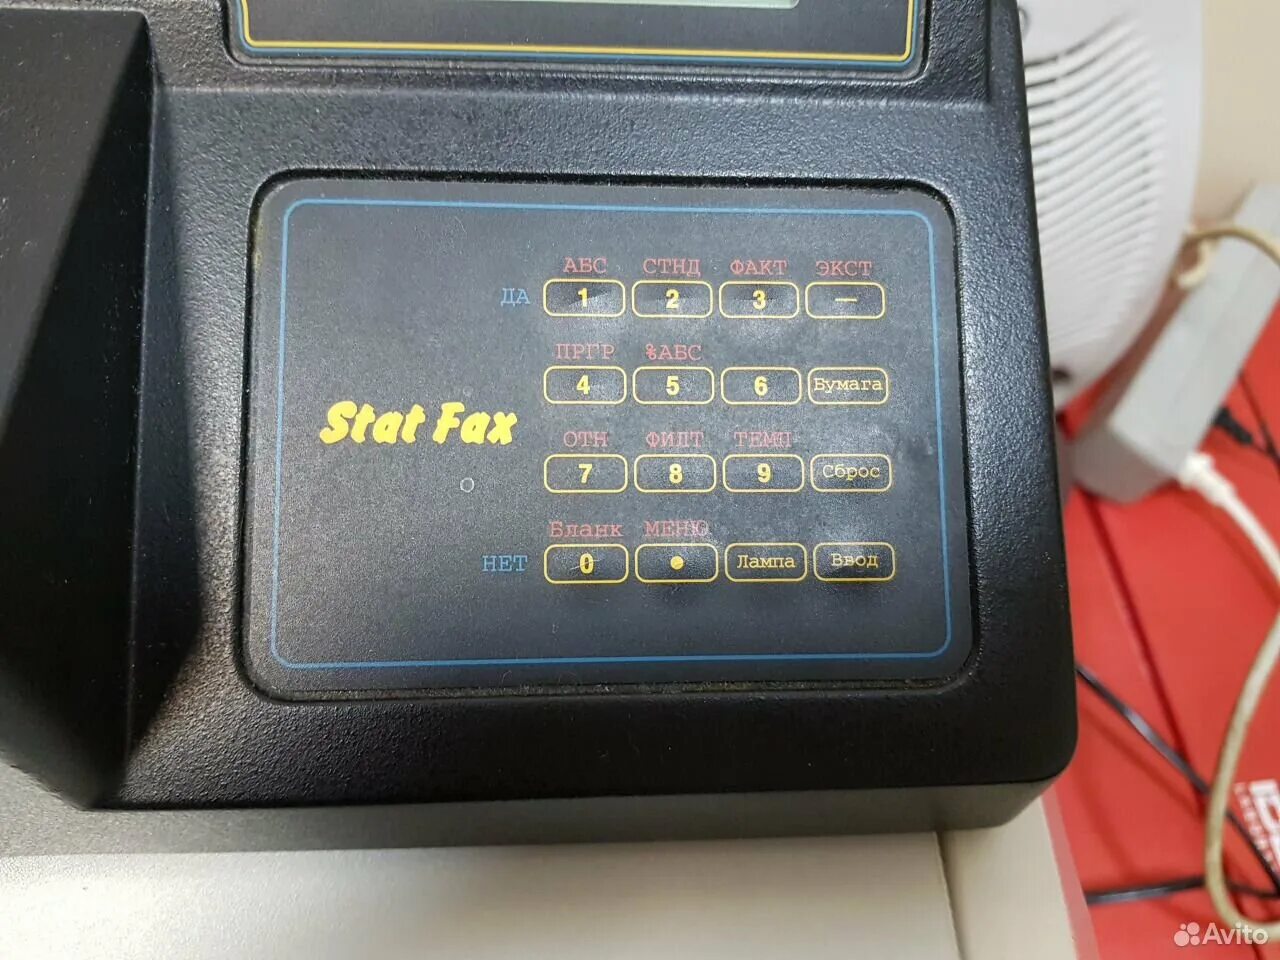 АБС СТНД ФАКТ ЭКСТ
ДА 1 2 3 —
ПРГР %АБС
4 5 6 Бумага
Stat Fax
ОТН ФИЛТ ТЕМП
7 8 9 Сброс
Бланк МЕНЮ
НЕТ 0 • Лампа Ввод
Avito